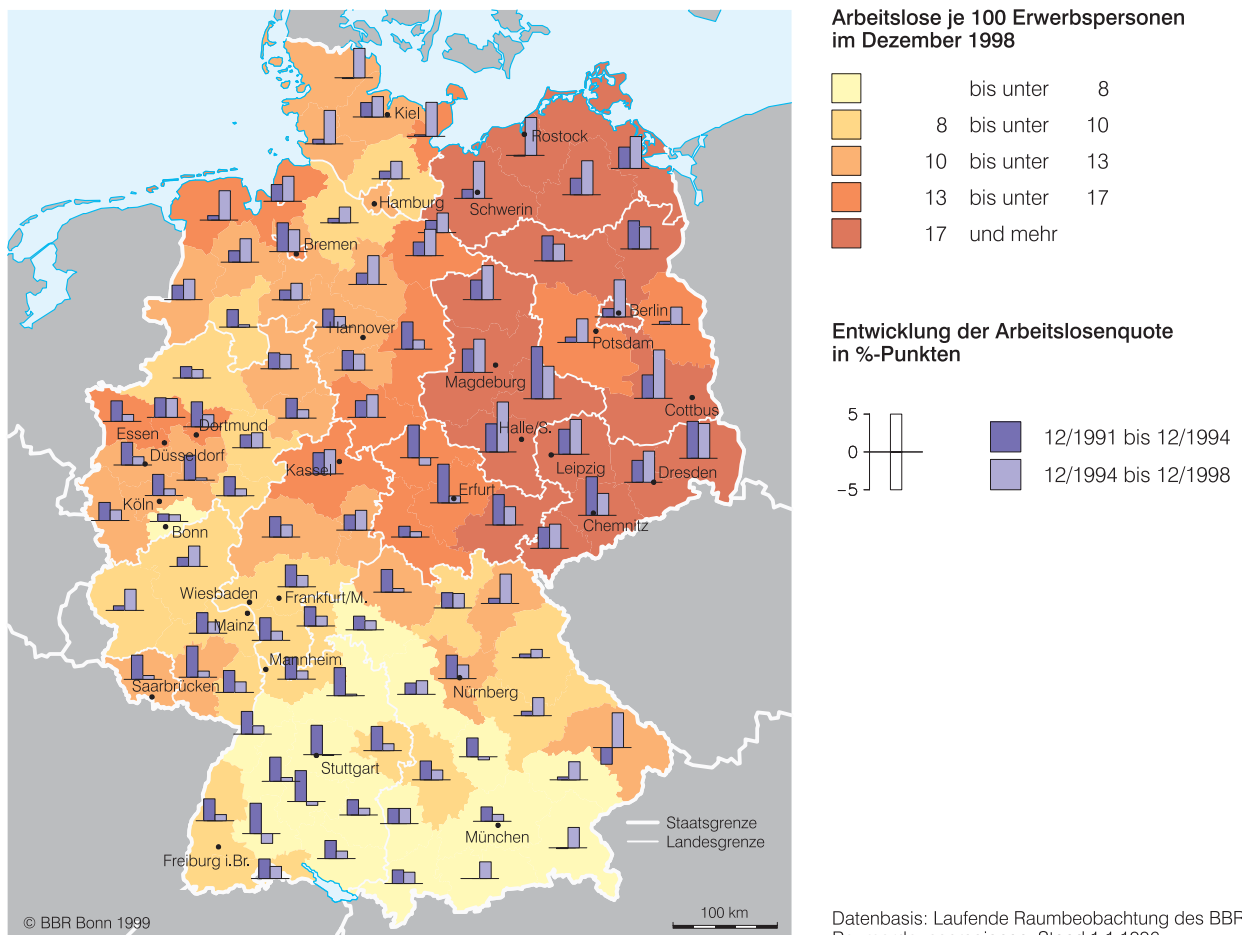 Arbeitslose je 100 Erwerbspersonen
im Dezember 1998
bis unter 8
8 bis unter 10
10 bis unter 13
13 bis unter 17
17 und mehr
Entwicklung der Arbeitslosenquote
in %-Punkten
5
0
−5
12/1991 bis 12/1994
12/1994 bis 12/1998
Kiel
Rostock
Hamburg
Schwerin
Bremen
Berlin
Hannover
Potsdam
Magdeburg
Cottbus
Essen
Dortmund
Halle/S.
Düsseldorf
Kassel
Leipzig
Dresden
Erfurt
Köln
Chemnitz
Bonn
Wiesbaden
Frankfurt/M.
Mainz
Mannheim
Saarbrücken
Nürnberg
Stuttgart
München
Freiburg i.Br.
Staatsgrenze
Landesgrenze
100 km
© BBR Bonn 1999
Datenbasis: Laufende Raumbeobachtung des BBR